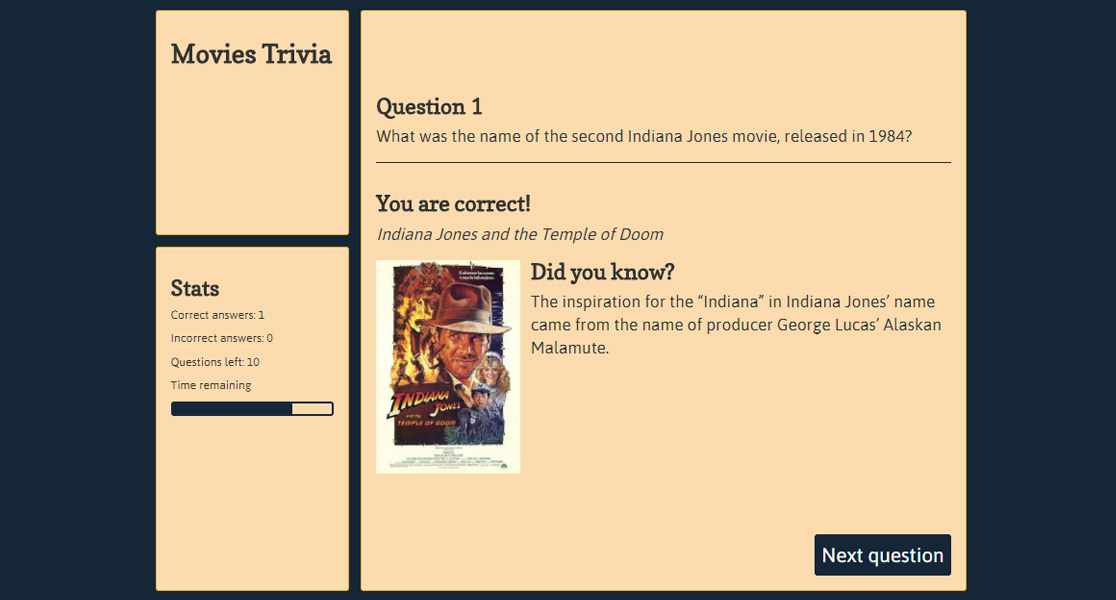 Movies Trivia
Stats
Correct answers: 1
Incorrect answers: 0
Questions left: 10
Time remaining
Question 1
What was the name of the second Indiana Jones movie, released in 1984?
You are correct!
Indiana Jones and the Temple of Doom
INDIANA
JONES
and the
TEMPLE OF DOOM
Did you know?
The inspiration for the “Indiana” in Indiana Jones’ name
came from the name of producer George Lucas’ Alaskan
Malamute.
Next question